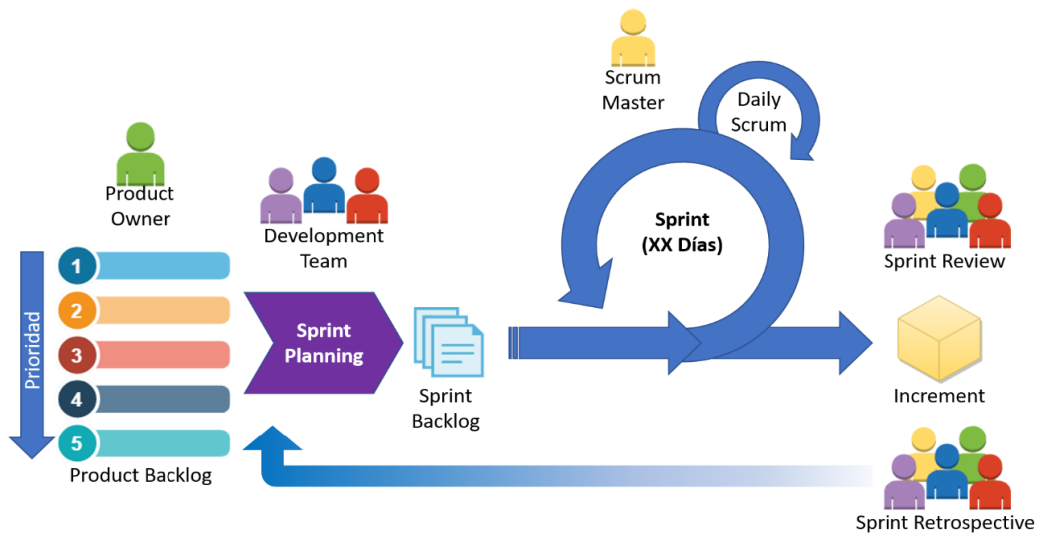 Scrum
Master
Daily
Scrum
Product
Owner
Development
Team
Sprint
(XX Días)
Sprint Review
Prioridad
1
2
3
4
5
Product Backlog
Sprint
Planning
Sprint
Backlog
Increment
Sprint Retrospective